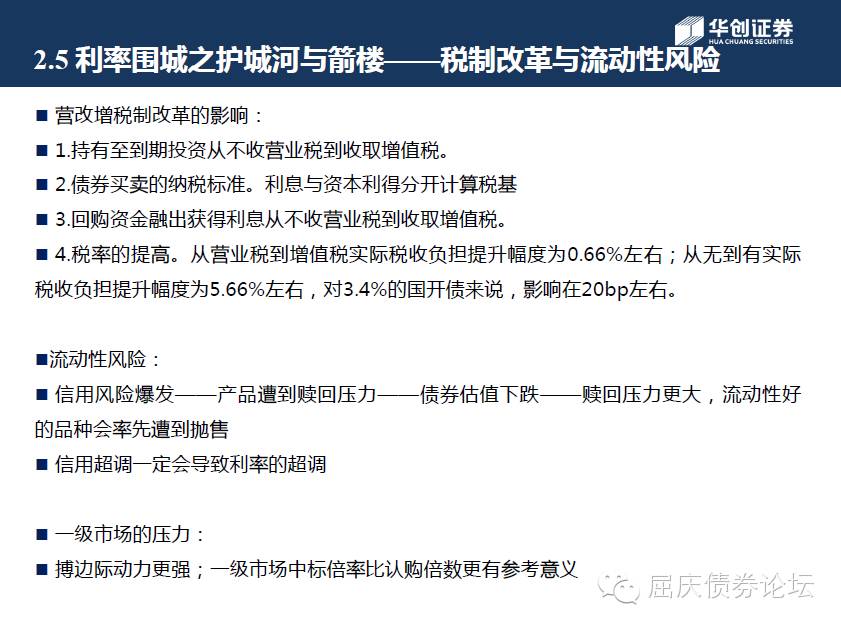 华创证券
HUA CHUANG SECURITIES
2.5 利率围城之护城河与箭楼——税制改革与流动性风险
■ 营改增税制改革的影响：
■ 1.持有至到期投资从不收营业税到收取增值税。
■ 2.债券买卖的纳税标准。利息与资本利得分开计算税基
■ 3.回购资金融出获得利息从不收营业税到收取增值税。
■ 4.税率的提高。从营业税到增值税实际税收负担提升幅度为0.66%左右；从无到有实际
税收负担提升幅度为5.66%左右，对3.4%的国开债来说，影响在20bp左右。
■流动性风险：
■ 信用风险爆发——产品遭到赎回压力——债券估值下跌——赎回压力更大，流动性好
的品种会率先遭到抛售
■ 信用超调一定会导致利率的超调
■ 一级市场的压力：
■ 搏边际动力更强；一级市场中标倍率比认购倍数更有参考意义
屈庆债券论坛